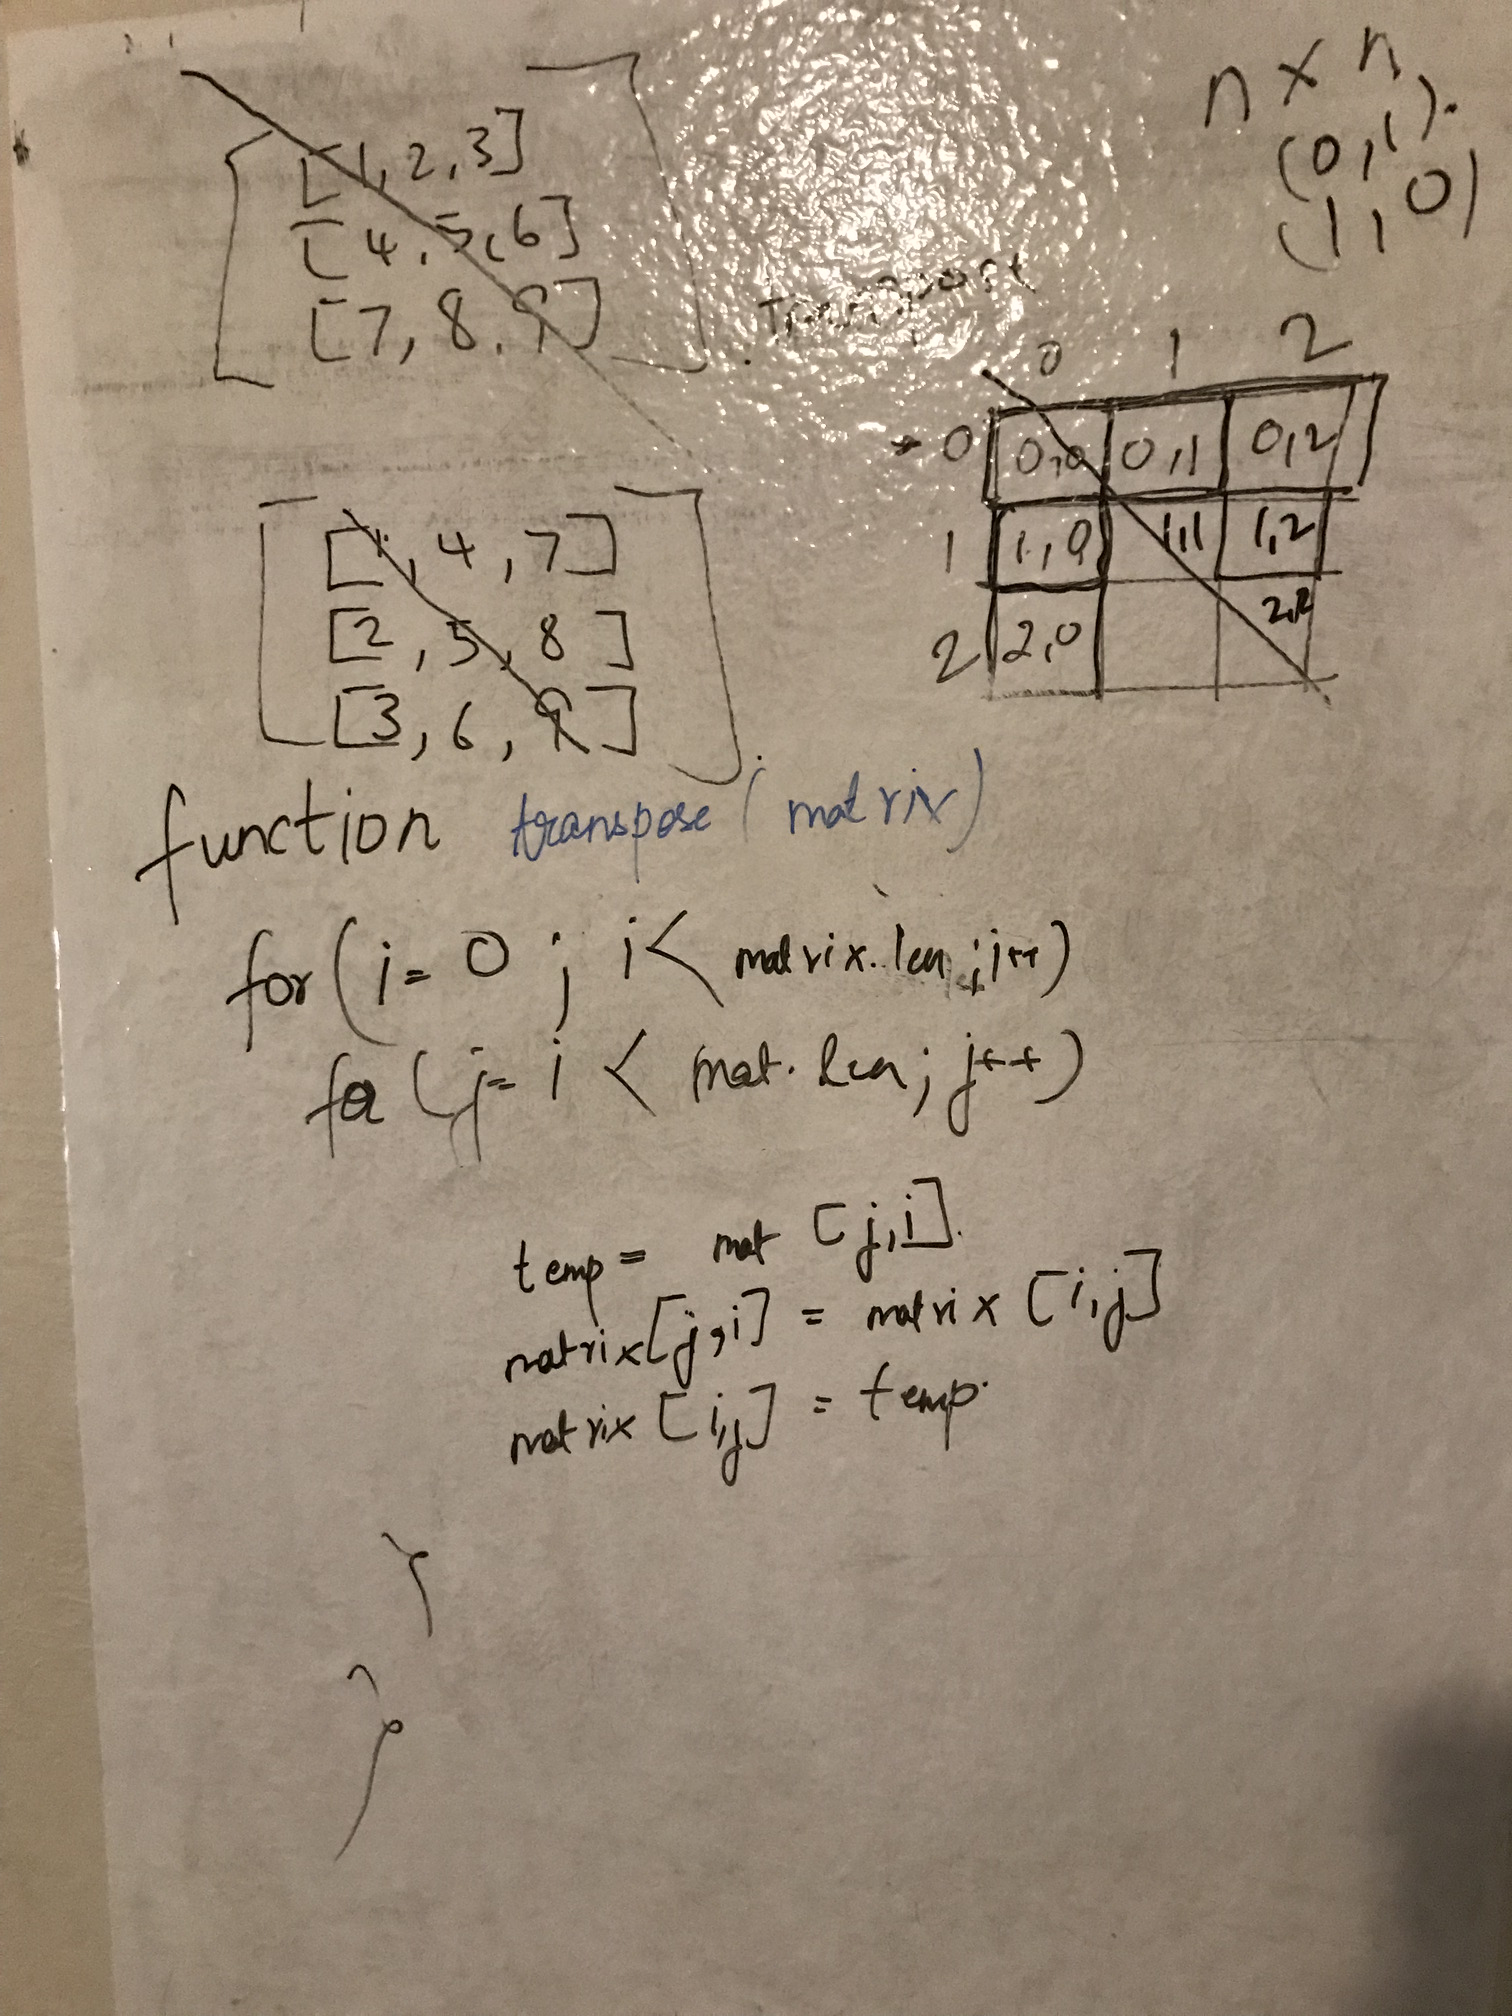 n x n
(0,1).
(1,0)
[1,2,3]
[4,5,6]
[7,8,9]
. Transpose
0 1 2
0 0,0 0,1 0,2
1 1,0 1,1 1,2
2 2,0 2,2
[1,4,7]
[2,5,8]
[3,6,9]
function transpose (matrix)
for (i= 0 ; i< matrix.len ; i++)
for (j= i < mat.len; j++)
temp = mat [j,i].
matrix[j,i] = matrix [i,j]
matrix [i,j] = temp.
}
}